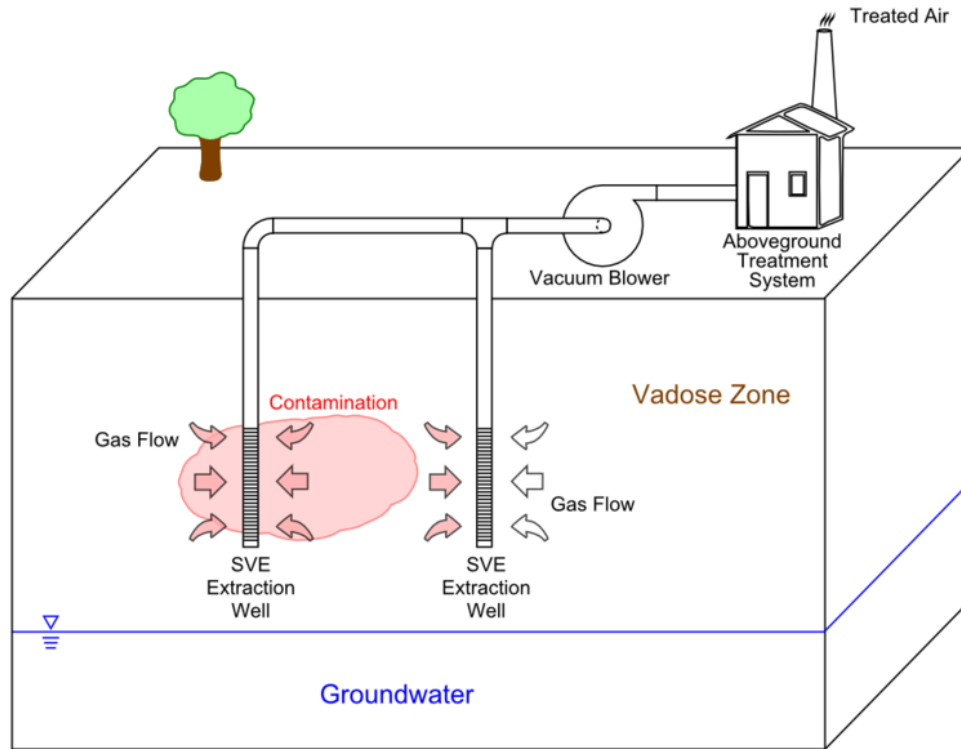 Treated Air
Aboveground
Treatment
System
Vacuum Blower
Vadose Zone
Contamination
Gas Flow
Gas Flow
SVE
Extraction
Well
SVE
Extraction
Well
Groundwater